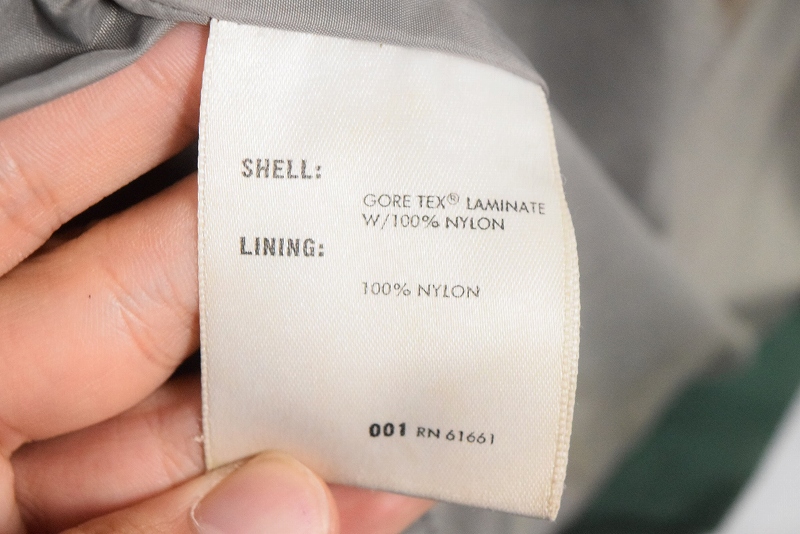 SHELL:
GORE TEX® LAMINATE
W/100% NYLON
LINING:
100% NYLON
001 RN 61661